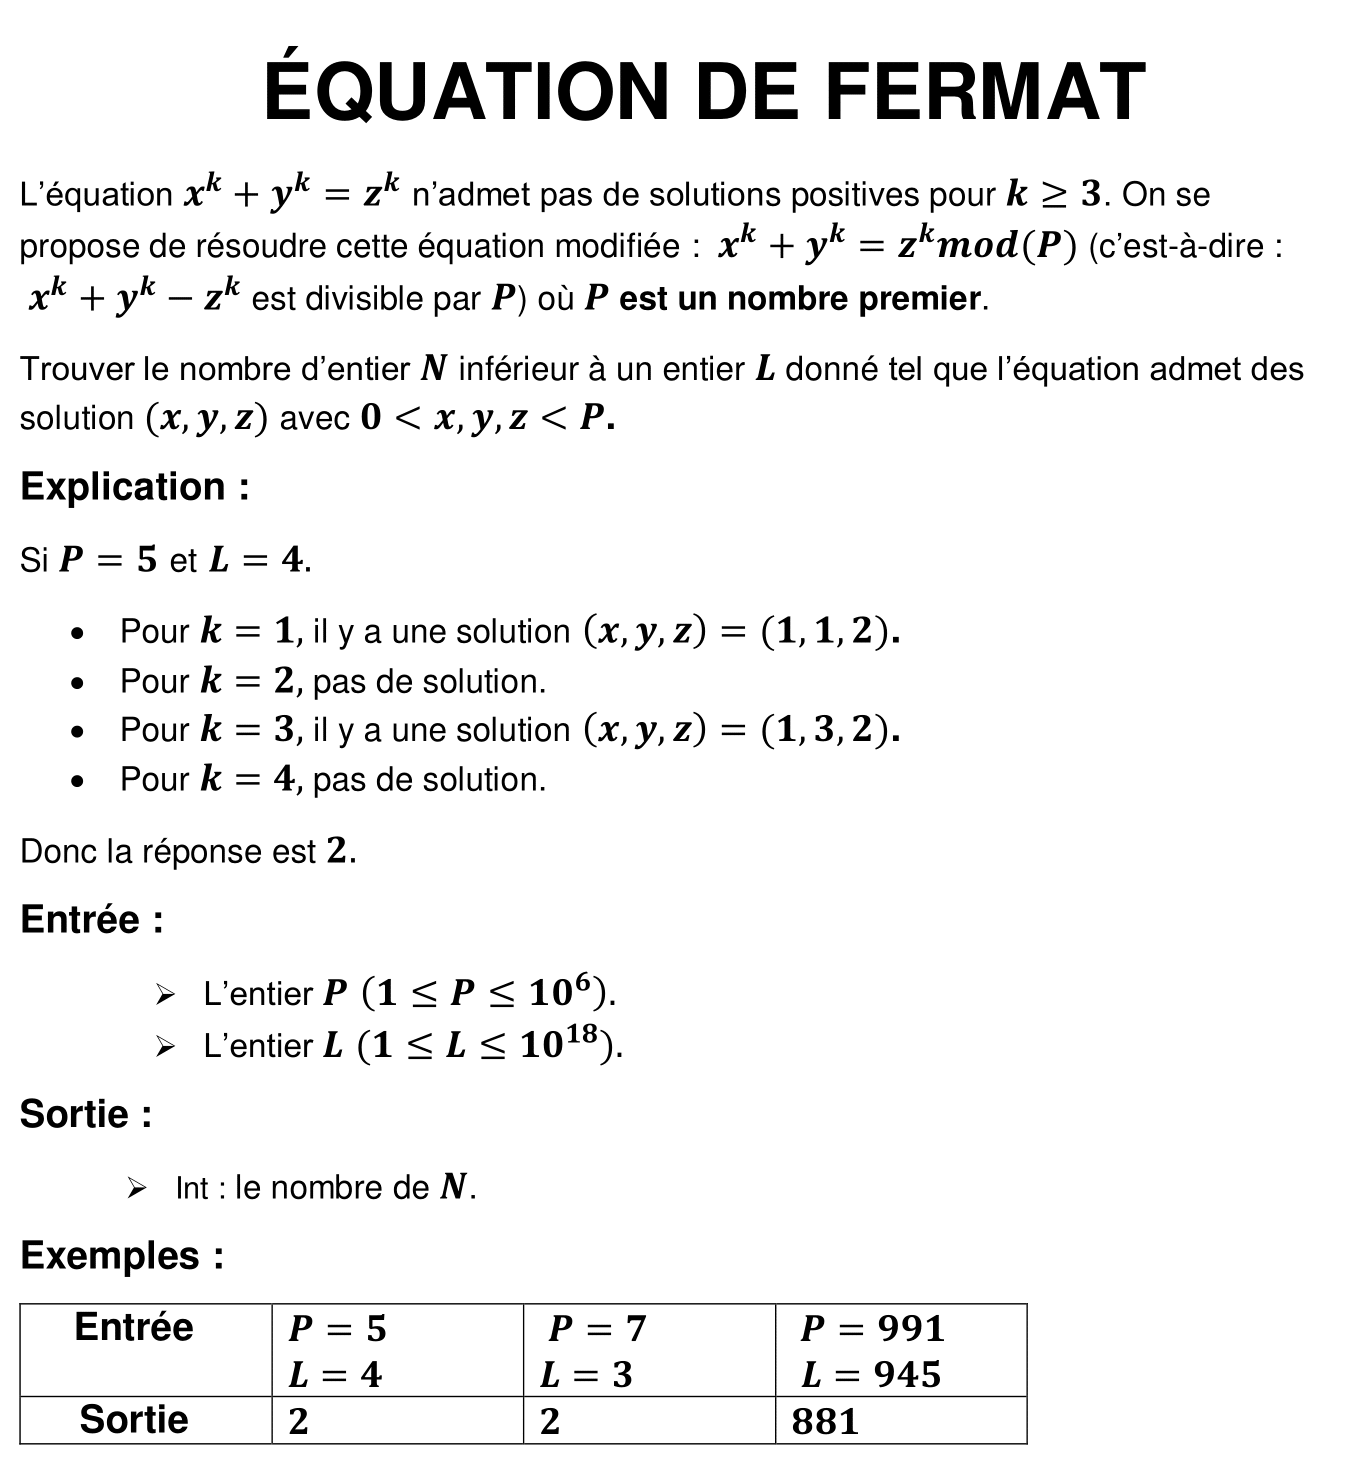 ÉQUATION DE FERMAT
L'équation x^k + y^k = z^k n'admet pas de solutions positives pour k ≥ 3. On se
propose de résoudre cette équation modifiée : x^k + y^k = z^k mod(P) (c'est-à-dire :
x^k + y^k − z^k est divisible par P) où P est un nombre premier.
Trouver le nombre d'entier N inférieur à un entier L donné tel que l'équation admet des
solution (x, y, z) avec 0 < x, y, z < P.
Explication :
Si P = 5 et L = 4.
• Pour k = 1, il y a une solution (x, y, z) = (1, 1, 2).
• Pour k = 2, pas de solution.
• Pour k = 3, il y a une solution (x, y, z) = (1, 3, 2).
• Pour k = 4, pas de solution.
Donc la réponse est 2.
Entrée :
➢ L'entier P (1 ≤ P ≤ 10^6).
➢ L'entier L (1 ≤ L ≤ 10^18).
Sortie :
➢ Int : le nombre de N.
Exemples :
Entrée P = 5 P = 7 P = 991
L = 4 L = 3 L = 945
Sortie 2 2 881